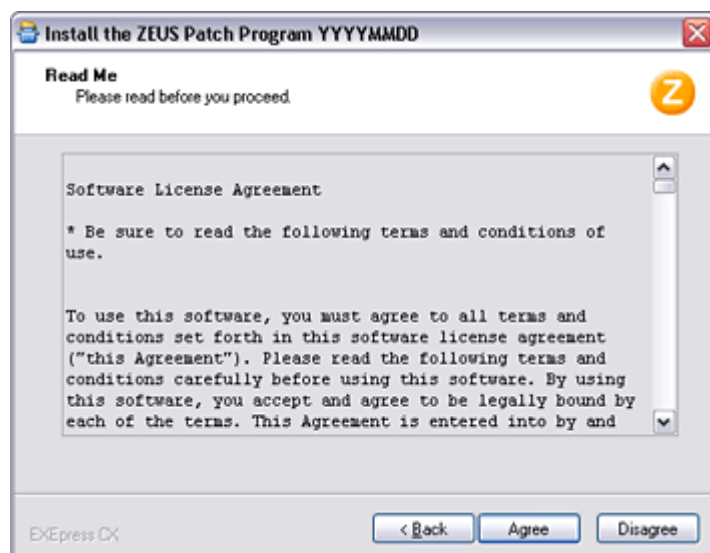 Install the ZEUS Patch Program YYYYMMDD
Read Me
Please read before you proceed.
Z
Software License Agreement
* Be sure to read the following terms and conditions of
use.
To use this software, you must agree to all terms and
conditions set forth in this software license agreement
("this Agreement"). Please read the following terms and
conditions carefully before using this software. By using
this software, you accept and agree to be legally bound by
each of the terms. This Agreement is entered into by and
EXEpress CX
< Back
Agree
Disagree